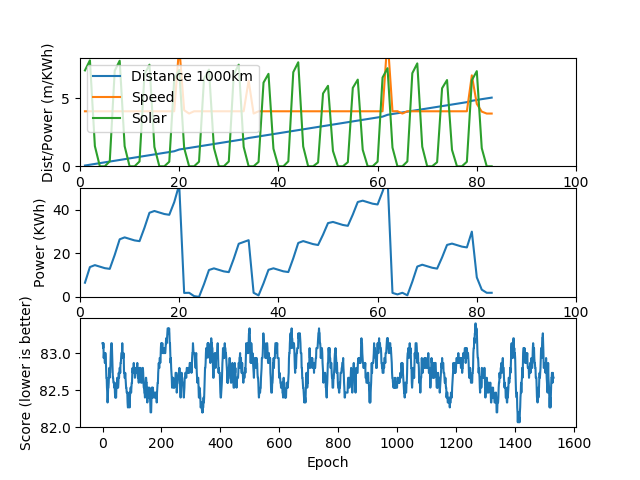 Dist/Power (m/KWh)
5
0
Distance 1000km
Speed
Solar
0 20 40 60 80 100
Power (KWh)
40
20
0
0 20 40 60 80 100
Score (lower is better)
83.0
82.5
82.0
0 200 400 600 800 1000 1200 1400 1600
Epoch